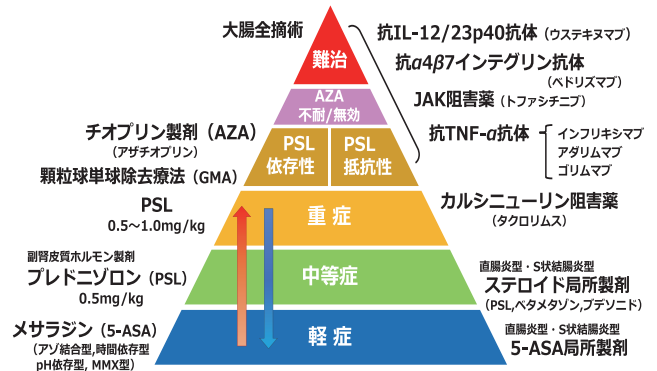 大腸全摘術
難治
抗IL-12/23p40抗体（ウステキヌマブ）
抗α4β7インテグリン抗体
（ベドリズマブ）
AZA
不耐/無効
JAK阻害薬（トファシチニブ）
チオプリン製剤（AZA）
（アザチオプリン）
顆粒球単球除去療法（GMA）
PSL
依存性
PSL
抵抗性
抗TNF-α抗体
インフリキシマブ
アダリムマブ
ゴリムマブ
PSL
0.5〜1.0mg/kg
重症
カルシニューリン阻害薬
（タクロリムス）
副腎皮質ホルモン製剤
プレドニゾロン（PSL）
0.5mg/kg
中等症
直腸炎型・S状結腸炎型
ステロイド局所製剤
（PSL,ベタメタゾン,ブデソニド）
メサラジン（5-ASA）
（アゾ結合型,時間依存型
pH依存型, MMX型）
軽症
直腸炎型・S状結腸炎型
5-ASA局所製剤